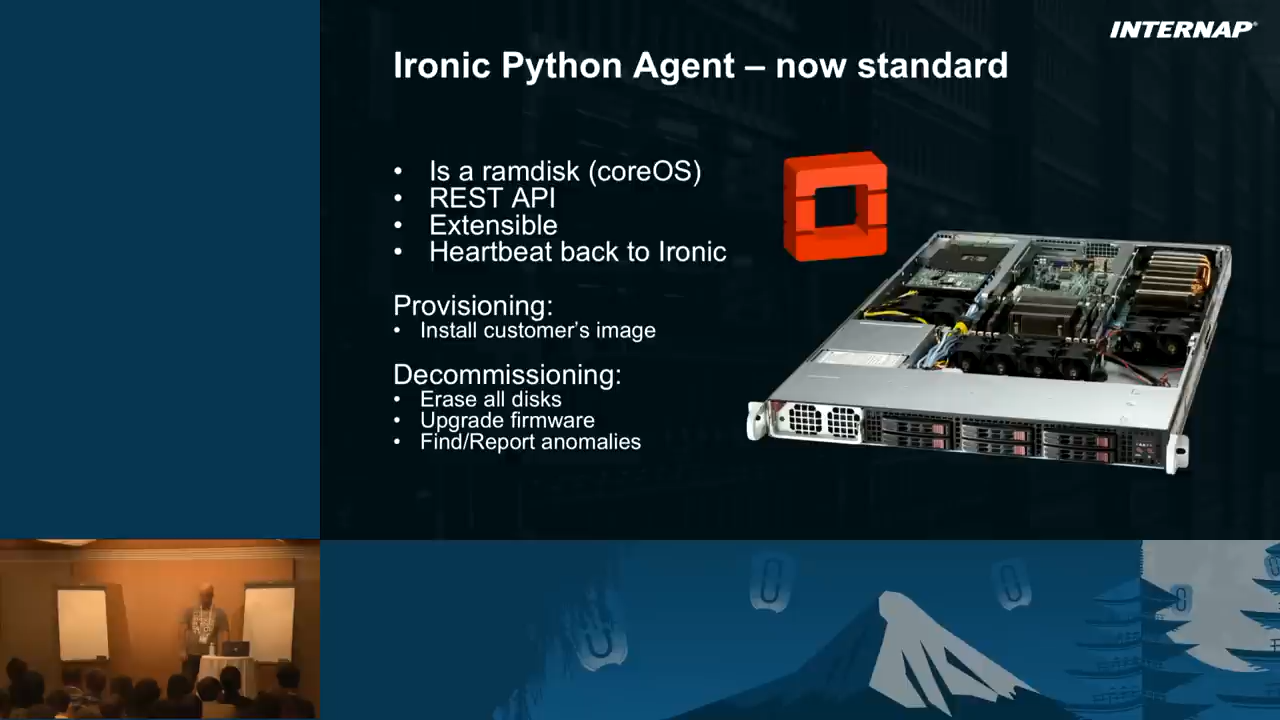 INTERNAP
Ironic Python Agent – now standard
• Is a ramdisk (coreOS)
• REST API
• Extensible
• Heartbeat back to Ironic
Provisioning:
• Install customer's image
Decommissioning:
• Erase all disks
• Upgrade firmware
• Find/Report anomalies